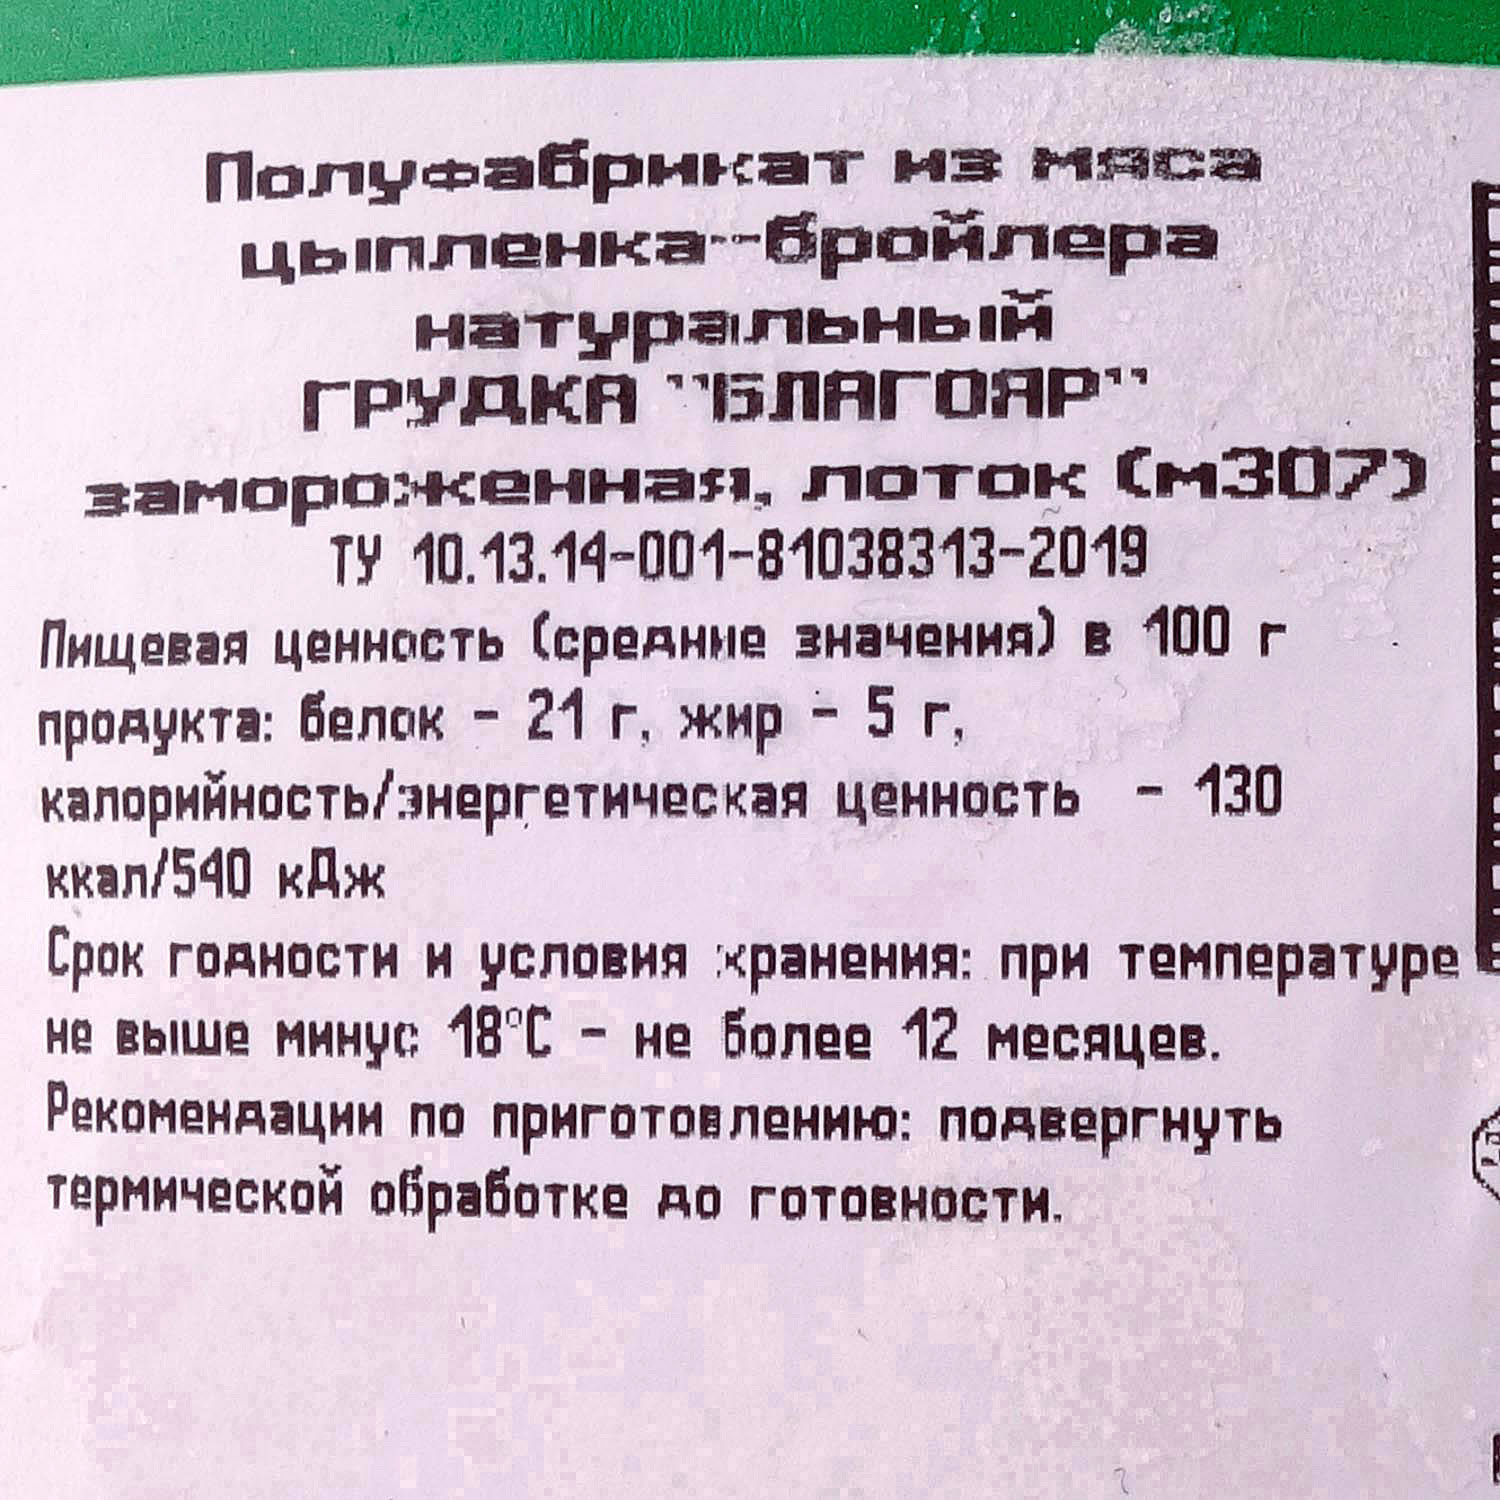 Полуфабрикат из мяса
цыпленка-бройлера
натуральный
ГРУДКА "БЛАГОЯР"
замороженная, лоток (м307)
ТУ 10.13.14-001-81038313-2019
Пищевая ценность (средние значения) в 100 г
продукта: белок - 21 г, жир - 5 г,
калорийность/энергетическая ценность - 130
ккал/540 кДж
Срок годности и условия хранения: при температуре
не выше минус 18°С - не более 12 месяцев.
Рекомендации по приготовлению: подвергнуть
термической обработке до готовности.